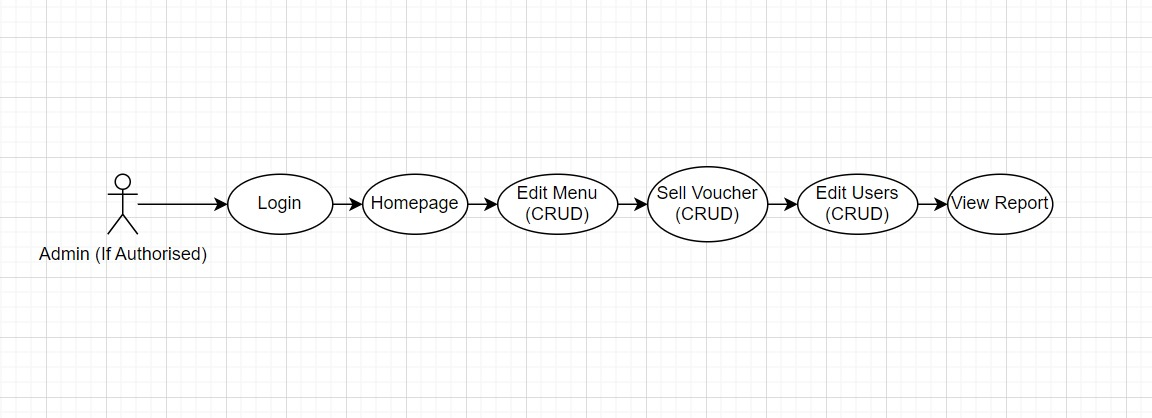 Admin (If Authorised)
Login
Homepage
Edit Menu
(CRUD)
Sell Voucher
(CRUD)
Edit Users
(CRUD)
View Report